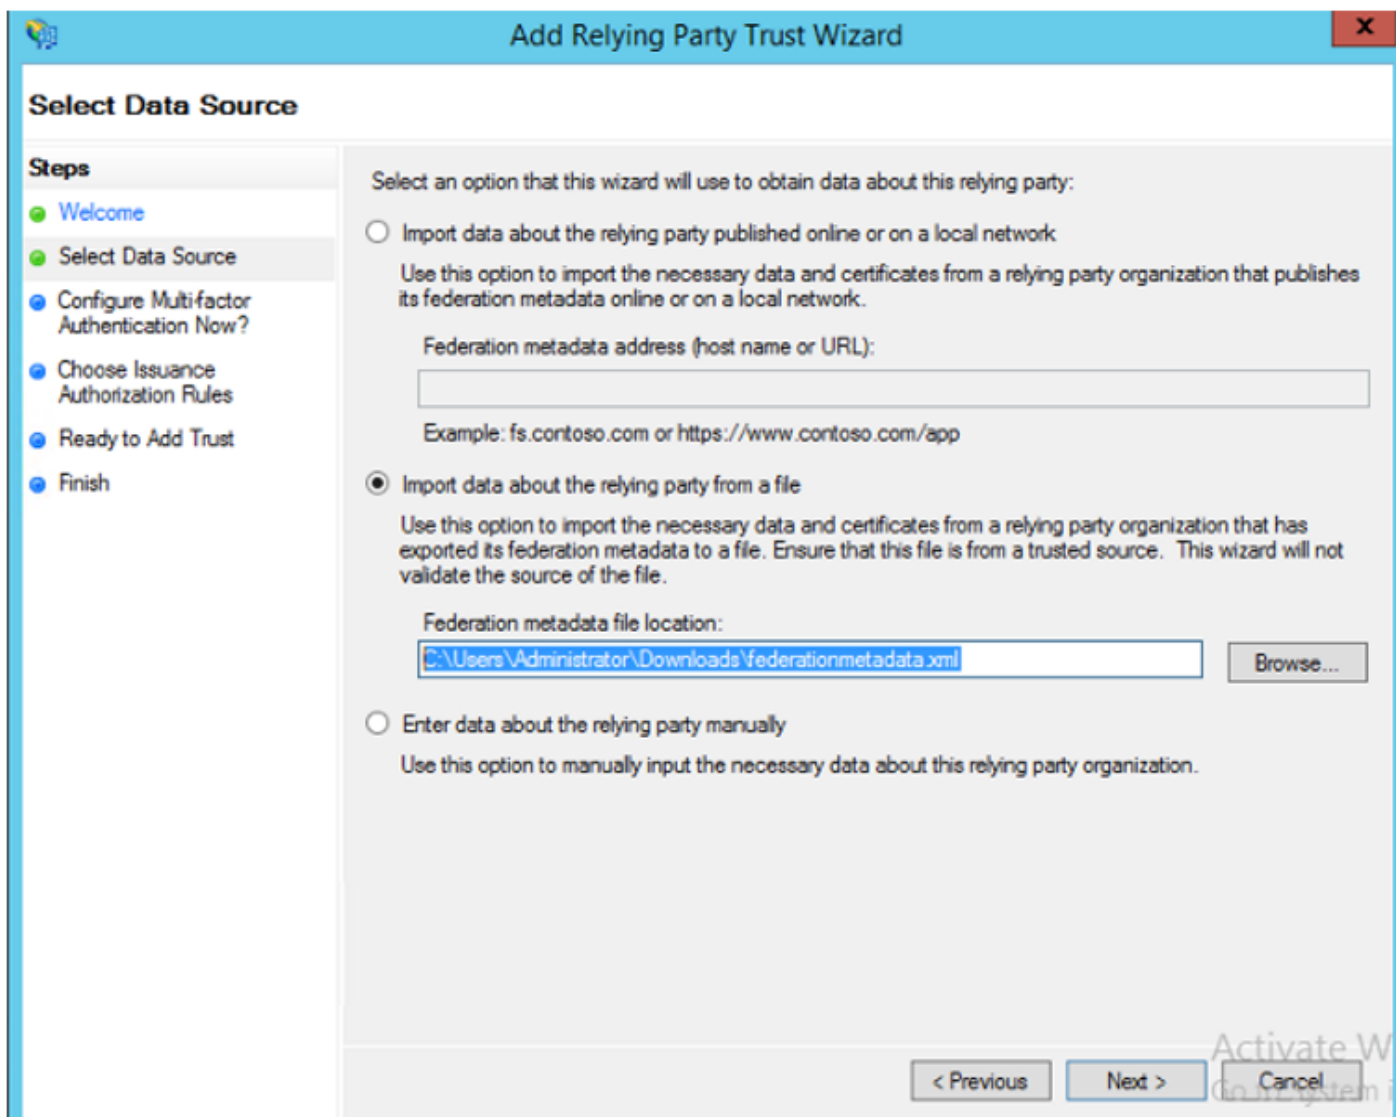 Add Relying Party Trust Wizard
x
Select Data Source
Steps
Welcome
Select Data Source
Configure Multi-factor
Authentication Now?
Choose Issuance
Authorization Rules
Ready to Add Trust
Finish
Select an option that this wizard will use to obtain data about this relying party:
Import data about the relying party published online or on a local network
Use this option to import the necessary data and certificates from a relying party organization that publishes
its federation metadata online or on a local network.
Federation metadata address (host name or URL):
Example: fs.contoso.com or https://www.contoso.com/app
Import data about the relying party from a file
Use this option to import the necessary data and certificates from a relying party organization that has
exported its federation metadata to a file. Ensure that this file is from a trusted source. This wizard will not
validate the source of the file.
Federation metadata file location:
C:\Users\Administrator\Downloads\federationmetadata.xml
Browse...
Enter data about the relying party manually
Use this option to manually input the necessary data about this relying party organization.
Activate W
< Previous
Next >
Cancel
Go to System i